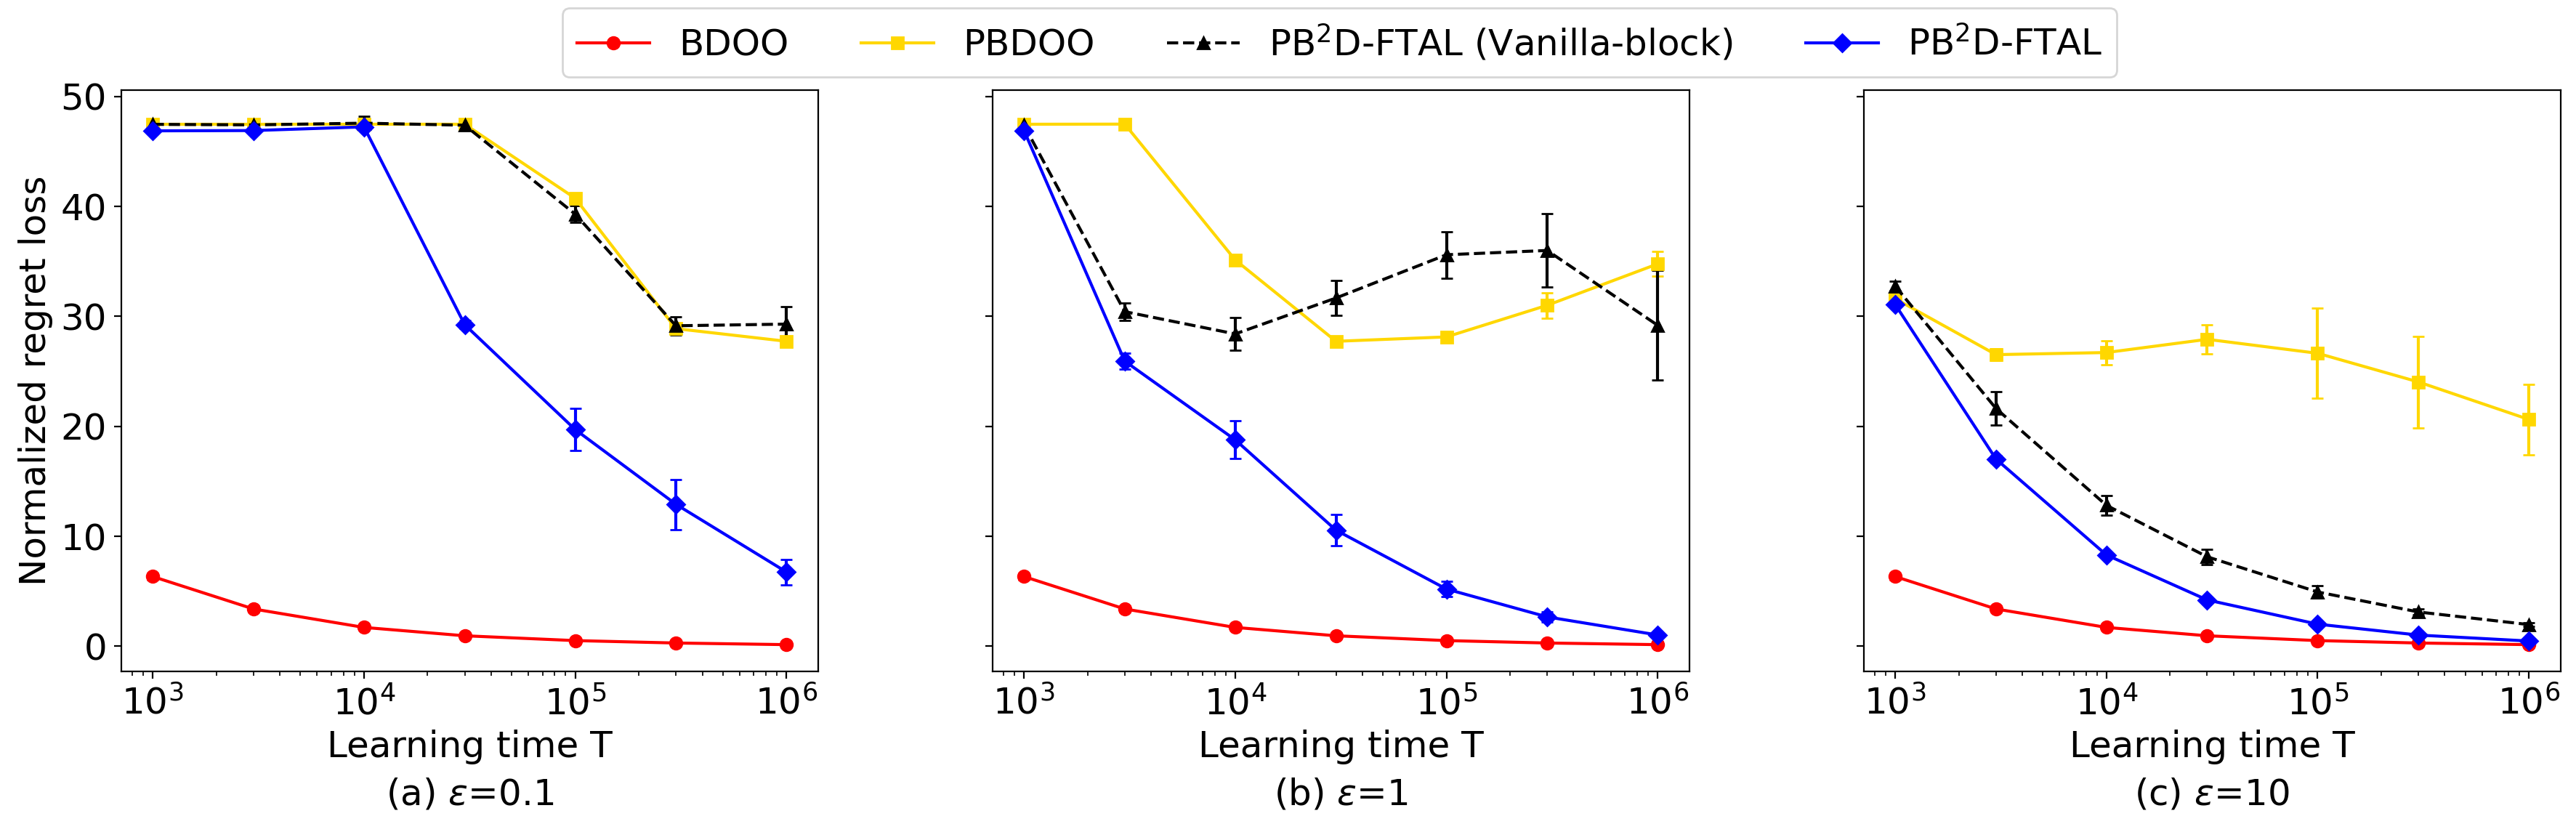 BDOO PBDOO PB²D-FTAL (Vanilla-block) PB²D-FTAL
Normalized regret loss
50
40
30
20
10
0
10³ 10⁴ 10⁵ 10⁶
Learning time T
(a) ε=0.1
10³ 10⁴ 10⁵ 10⁶
Learning time T
(b) ε=1
10³ 10⁴ 10⁵ 10⁶
Learning time T
(c) ε=10